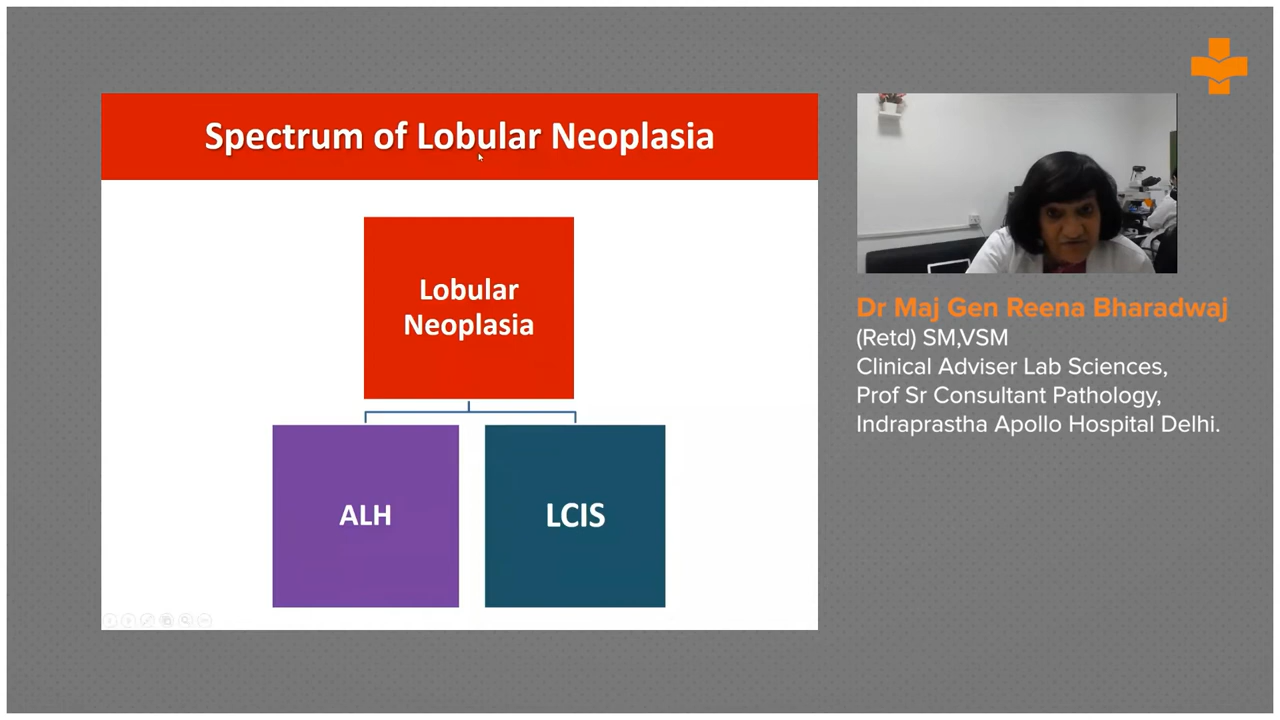 Spectrum of Lobular Neoplasia
Lobular
Neoplasia
ALH
LCIS
Dr Maj Gen Reena Bharadwaj
(Retd) SM,VSM
Clinical Adviser Lab Sciences,
Prof Sr Consultant Pathology,
Indraprastha Apollo Hospital Delhi.